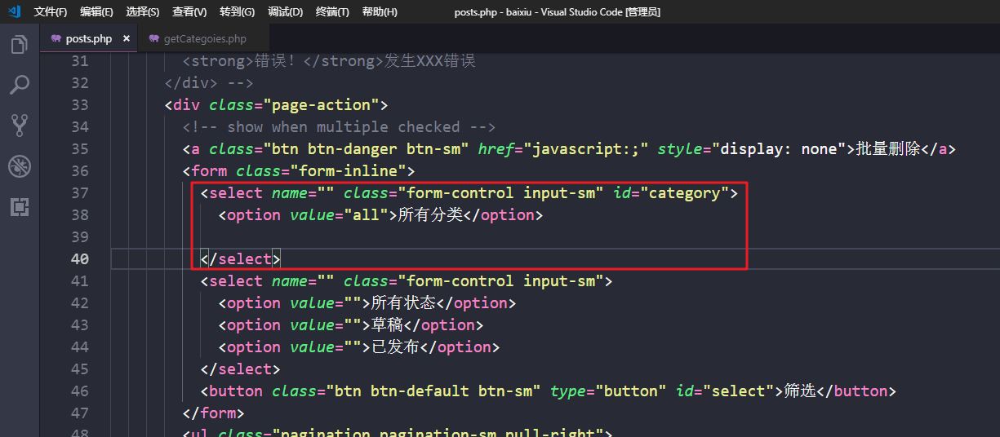 文件(F) 编辑(E) 选择(S) 查看(V) 转到(G) 调试(D) 终端(T) 帮助(H) posts.php - baixiu - Visual Studio Code [管理员]
posts.php × getCategoies.php
31 <strong>错误！</strong>发生XXX错误
32 </div> -->
33 <div class="page-action">
34 <!-- show when multiple checked -->
35 <a class="btn btn-danger btn-sm" href="javascript:;" style="display: none">批量删除</a>
36 <form class="form-inline">
37 <select name="" class="form-control input-sm" id="category">
38 <option value="all">所有分类</option>
39
40 </select>
41 <select name="" class="form-control input-sm">
42 <option value="">所有状态</option>
43 <option value="">草稿</option>
44 <option value="">已发布</option>
45 </select>
46 <button class="btn btn-default btn-sm" type="button" id="select">筛选</button>
47 </form>
48 <ul class="pagination pagination-sm pull-right">